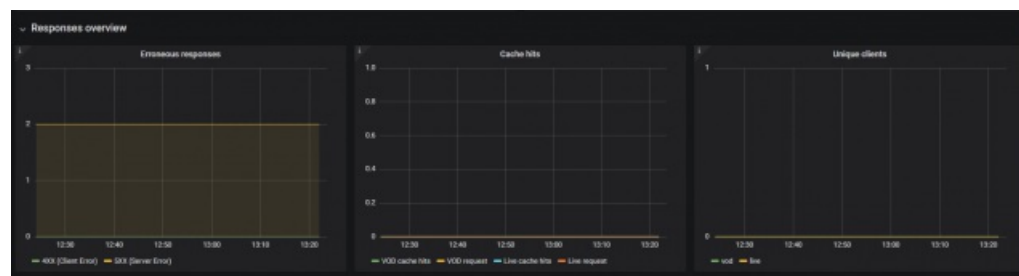 Responses overview
Erroneous responses
3
2
1
0
12:30 12:40 12:50 13:00 13:10 13:20
4XX (Client Error) 5XX (Server Error)
Cache hits
1.0
0.8
0.6
0.4
0.2
0
12:30 12:40 12:50 13:00 13:10 13:20
VOD cache hits VOD request Live cache hits Live request
Unique clients
1
0
12:30 12:40 12:50 13:00 13:10 13:20
vod live